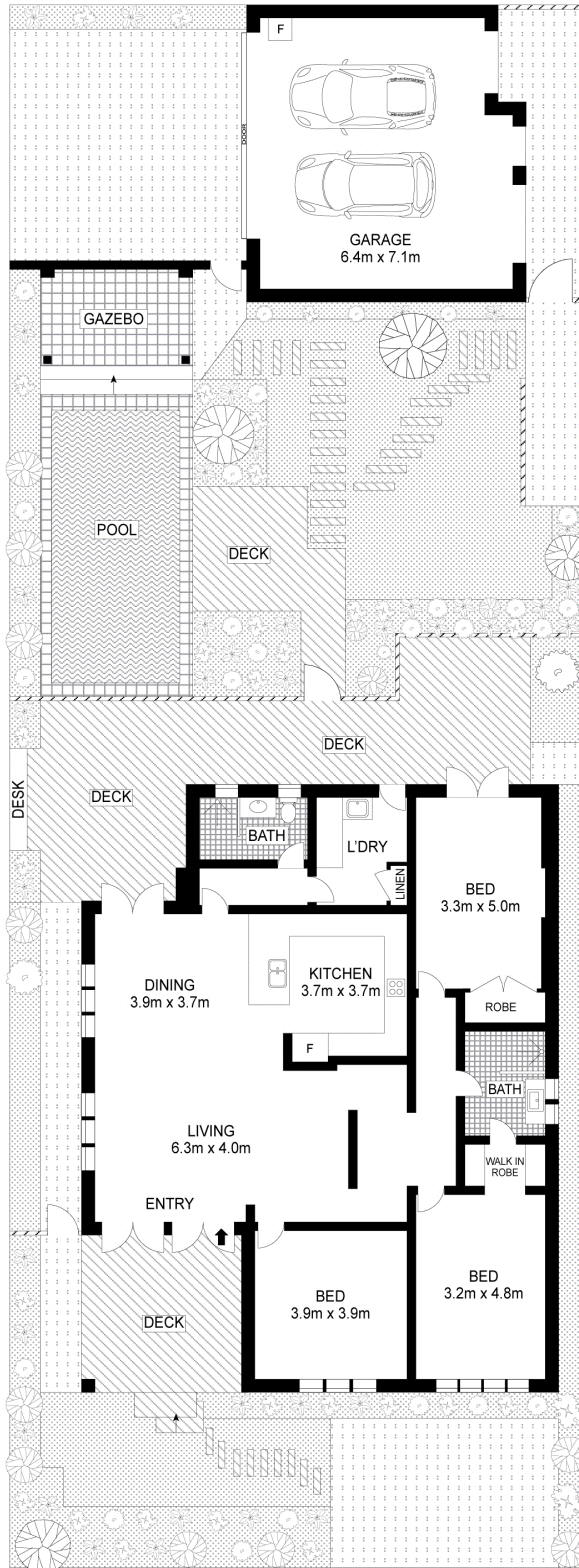 F
DOOR
GARAGE
6.4m x 7.1m
GAZEBO
POOL
DECK
DECK
DESK
DECK
BATH
L'DRY
LINEN
BED
3.3m x 5.0m
DINING
3.9m x 3.7m
KITCHEN
3.7m x 3.7m
ROBE
F
BATH
LIVING
6.3m x 4.0m
WALK IN
ROBE
ENTRY
BED
3.9m x 3.9m
BED
3.2m x 4.8m
DECK